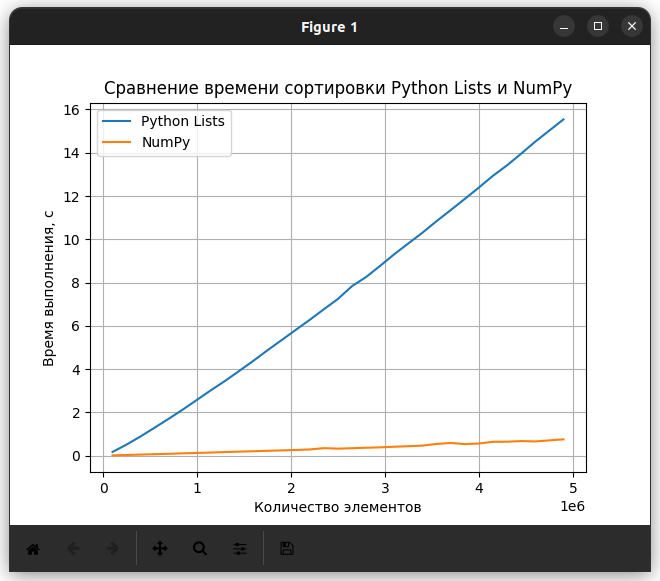 Figure 1
Сравнение времени сортировки Python Lists и NumPy
Python Lists
NumPy
16
14
12
10
8
6
4
2
0
Время выполнения, с
0 1 2 3 4 5
1e6
Количество элементов